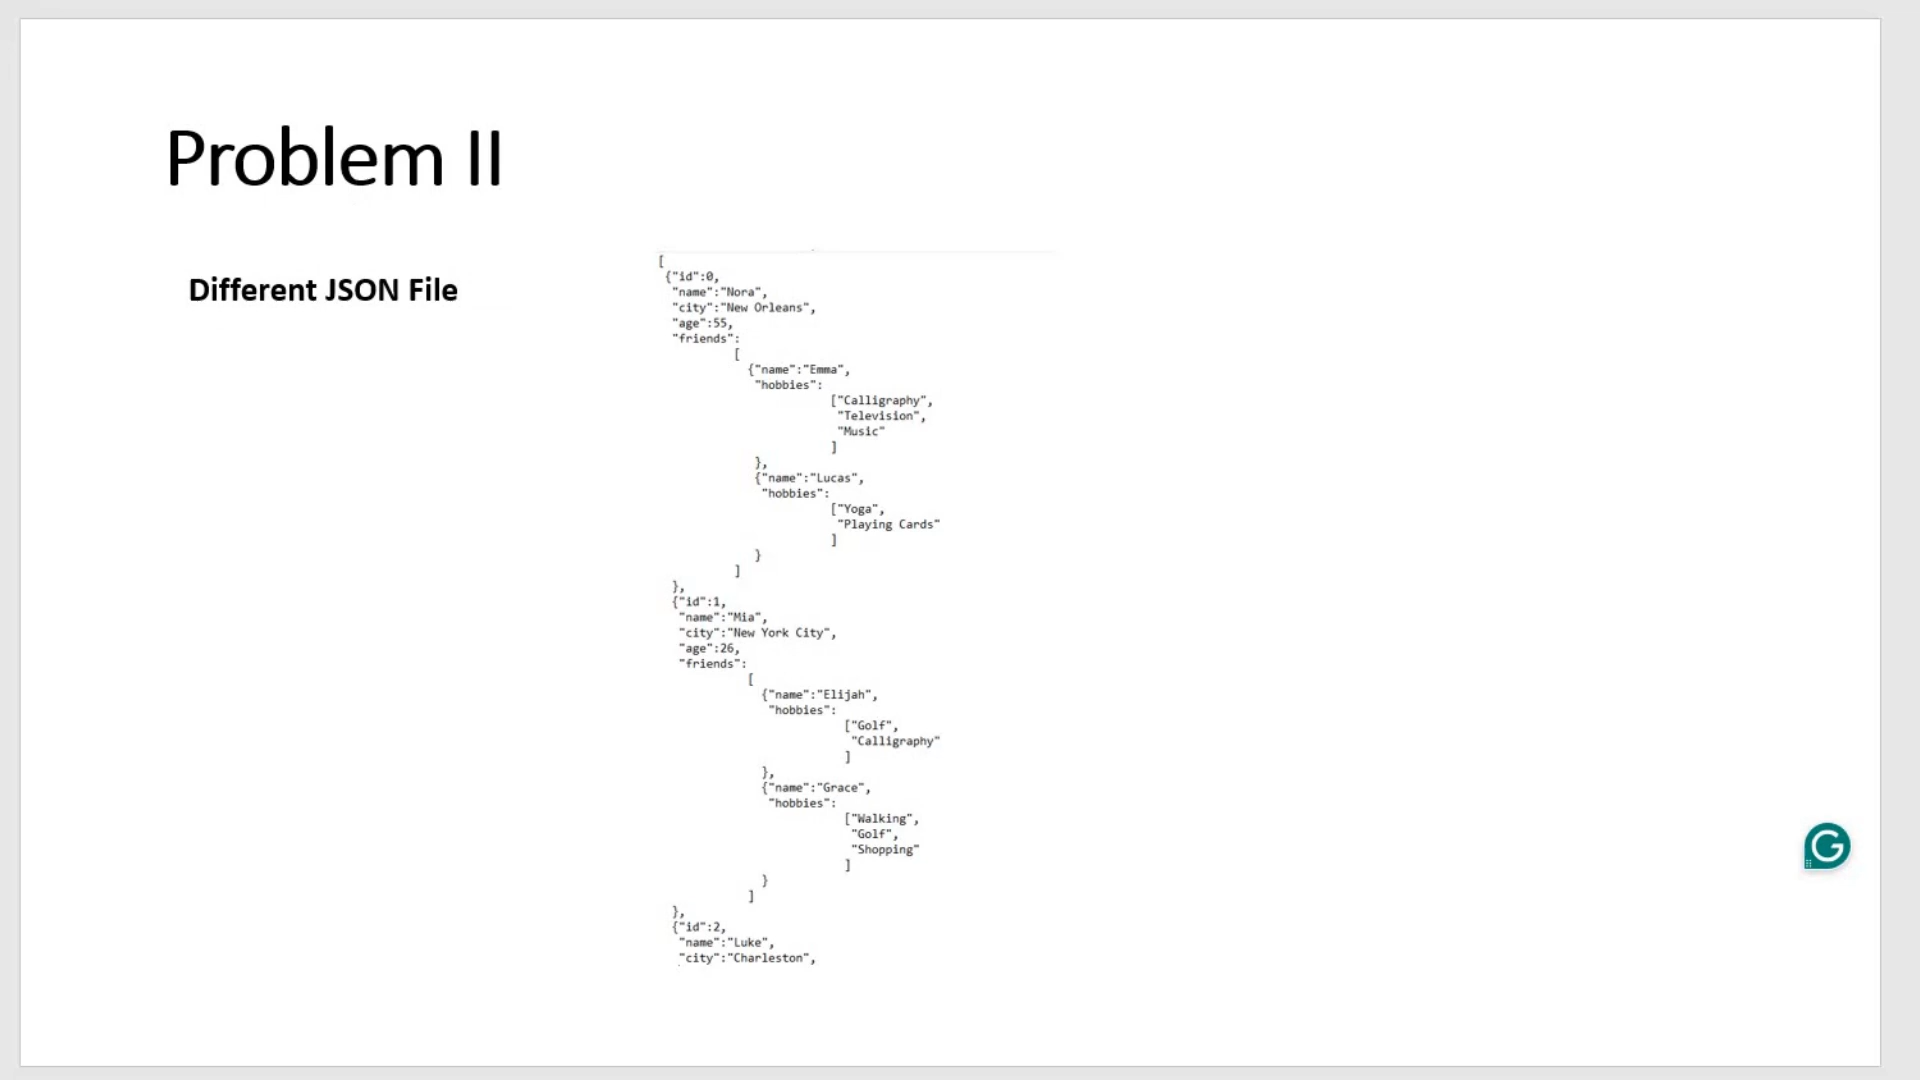 Problem II
Different JSON File
[
{"id":0,
"name":"Nora",
"city":"New Orleans",
"age":55,
"friends":
[
{"name":"Emma",
"hobbies":
["Calligraphy",
"Television",
"Music"
]
},
{"name":"Lucas",
"hobbies":
["Yoga",
"Playing Cards"
]
}
]
},
{"id":1,
"name":"Mia",
"city":"New York City",
"age":26,
"friends":
[
{"name":"Elijah",
"hobbies":
["Golf",
"Calligraphy"
]
},
{"name":"Grace",
"hobbies":
["Walking",
"Golf",
"Shopping"
]
}
]
},
{"id":2,
"name":"Luke",
"city":"Charleston",
G